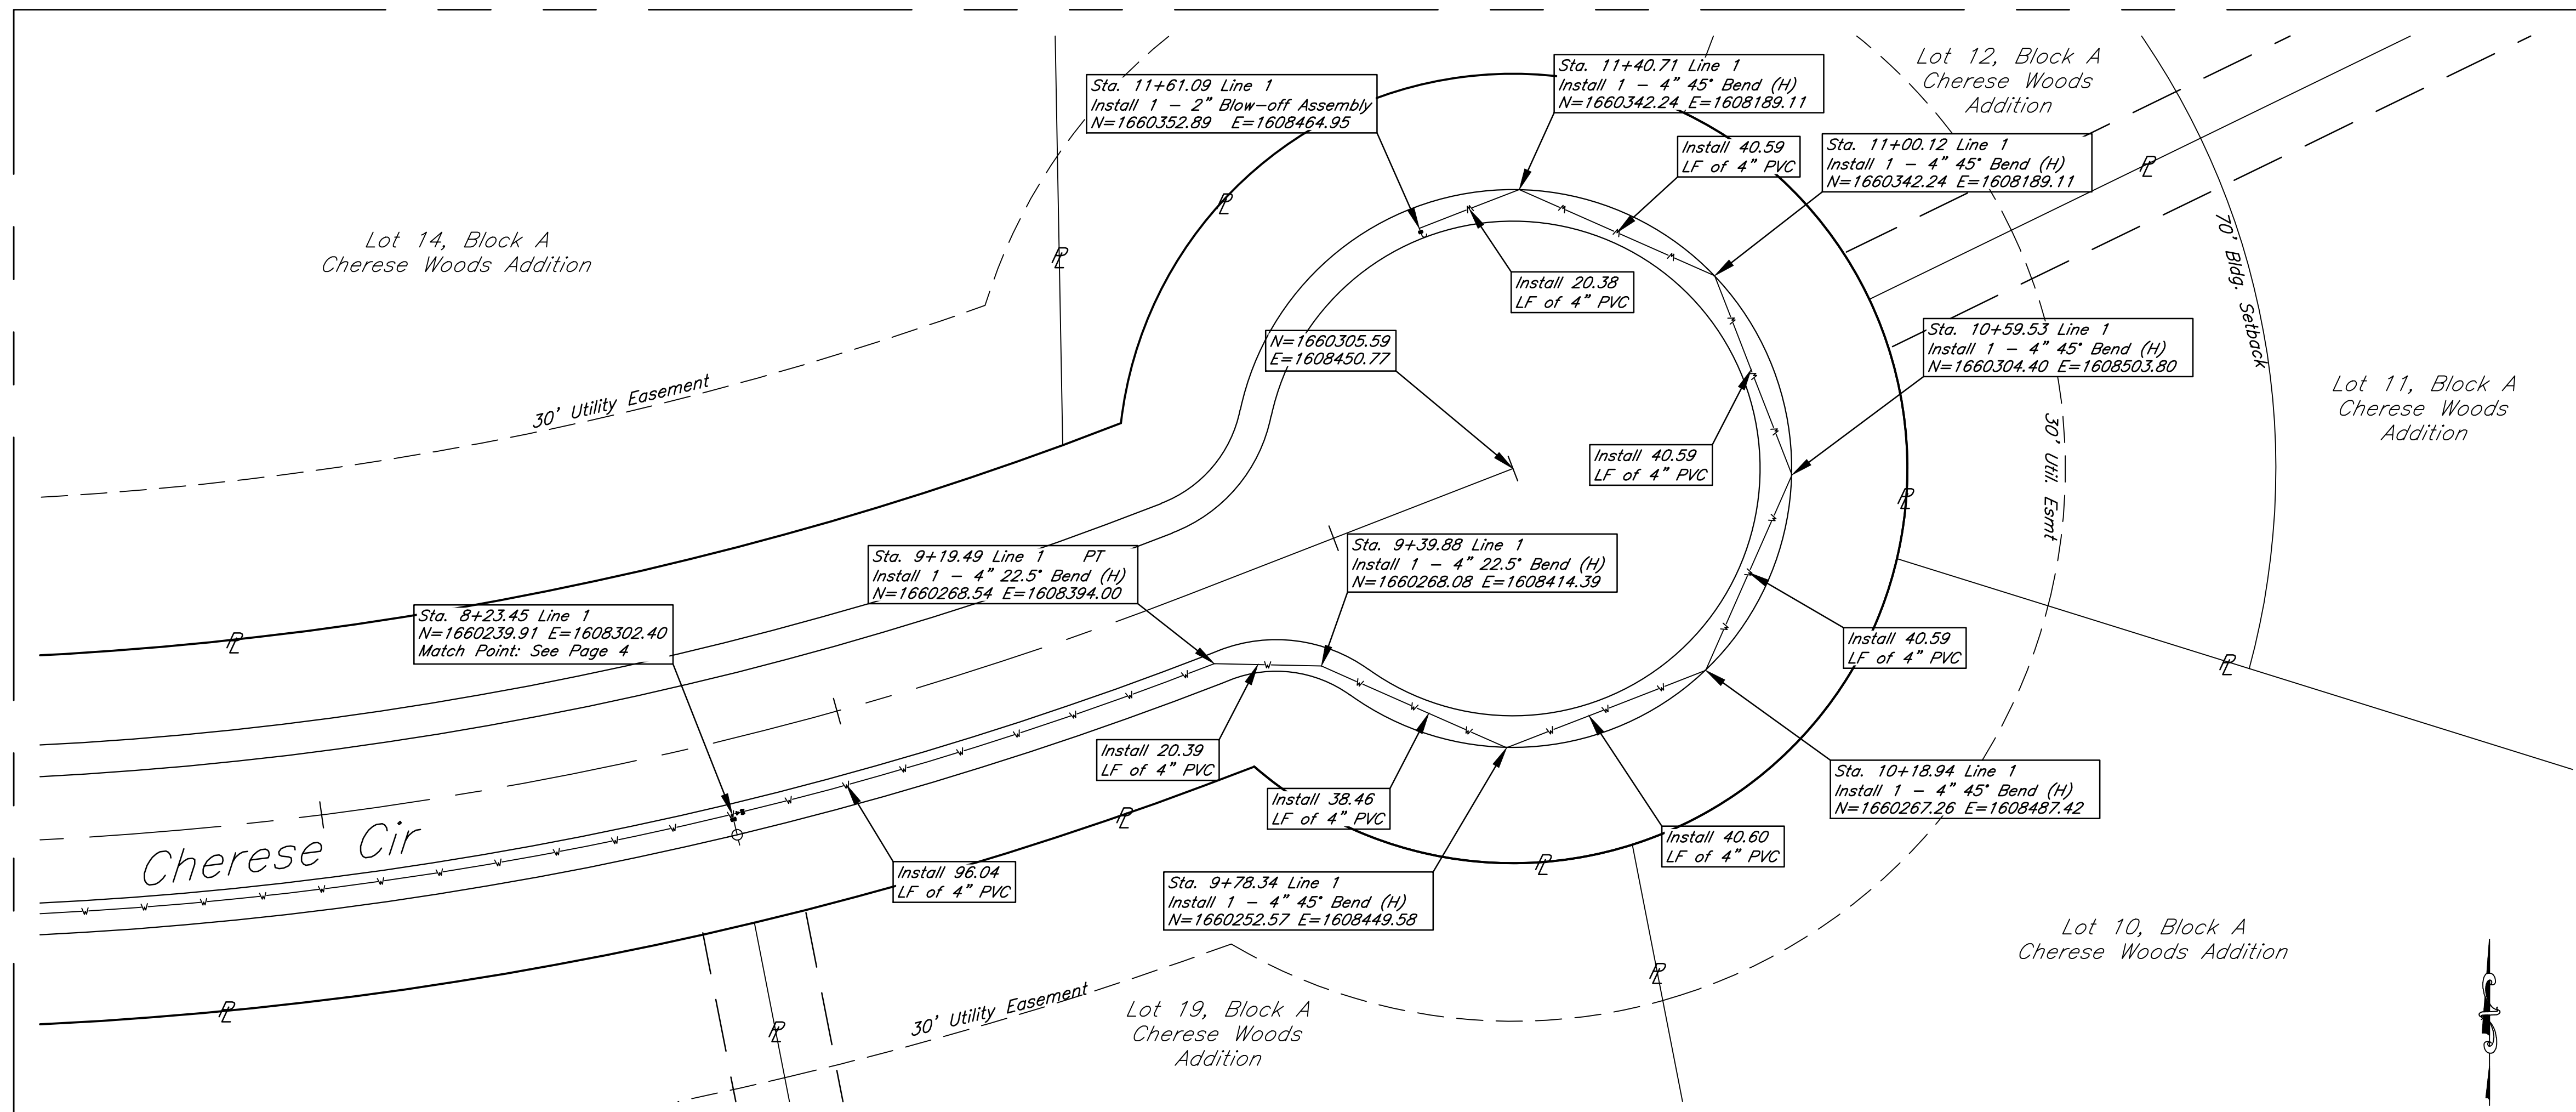 Sta. 11+61.09 Line 1
Install 1 - 2" Blow-off Assembly
N=1660352.89 E=1608464.95
Sta. 11+40.71 Line 1
Install 1 - 4" 45° Bend (H)
N=1660342.24 E=1608189.11
Lot 12, Block A
Cherese Woods
Addition
Install 40.59
LF of 4" PVC
Sta. 11+00.12 Line 1
Install 1 - 4" 45° Bend (H)
N=1660342.24 E=1608189.11
Lot 14, Block A
Cherese Woods Addition
70' Bldg. Setback
Install 20.38
LF of 4" PVC
N=1660305.59
E=1608450.77
Sta. 10+59.53 Line 1
Install 1 - 4" 45° Bend (H)
N=1660304.40 E=1608503.80
30' Utility Easement
Lot 11, Block A
Cherese Woods
Addition
Install 40.59
LF of 4" PVC
30' Util. Esmt
Sta. 9+19.49 Line 1 PT
Install 1 - 4" 22.5° Bend (H)
N=1660268.54 E=1608394.00
Sta. 9+39.88 Line 1
Install 1 - 4" 22.5° Bend (H)
N=1660268.08 E=1608414.39
Sta. 8+23.45 Line 1
N=1660239.91 E=1608302.40
Match Point: See Page 4
Install 40.59
LF of 4" PVC
Install 20.39
LF of 4" PVC
Sta. 10+18.94 Line 1
Install 1 - 4" 45° Bend (H)
N=1660267.26 E=1608487.42
Install 38.46
LF of 4" PVC
Install 40.60
LF of 4" PVC
Cherese Cir
Install 96.04
LF of 4" PVC
Sta. 9+78.34 Line 1
Install 1 - 4" 45° Bend (H)
N=1660252.57 E=1608449.58
Lot 10, Block A
Cherese Woods Addition
30' Utility Easement
Lot 19, Block A
Cherese Woods
Addition